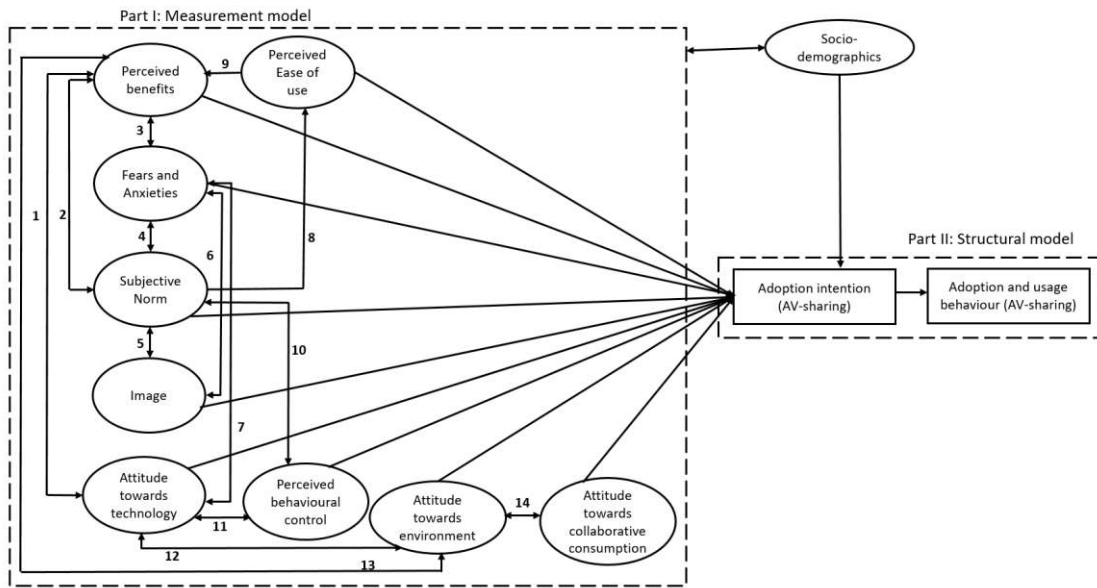 Part I: Measurement model
Perceived
benefits
9
Perceived
Ease of
use
Socio-
demographics
3
Fears and
Anxieties
1
2
4
6
8
Subjective
Norm
Part II: Structural model
Adoption intention
(AV-sharing)
Adoption and usage
behaviour (AV-sharing)
5
10
Image
7
Attitude
towards
technology
Perceived
behavioural
control
Attitude
towards
environment
14
Attitude
towards
collaborative
consumption
11
12
13